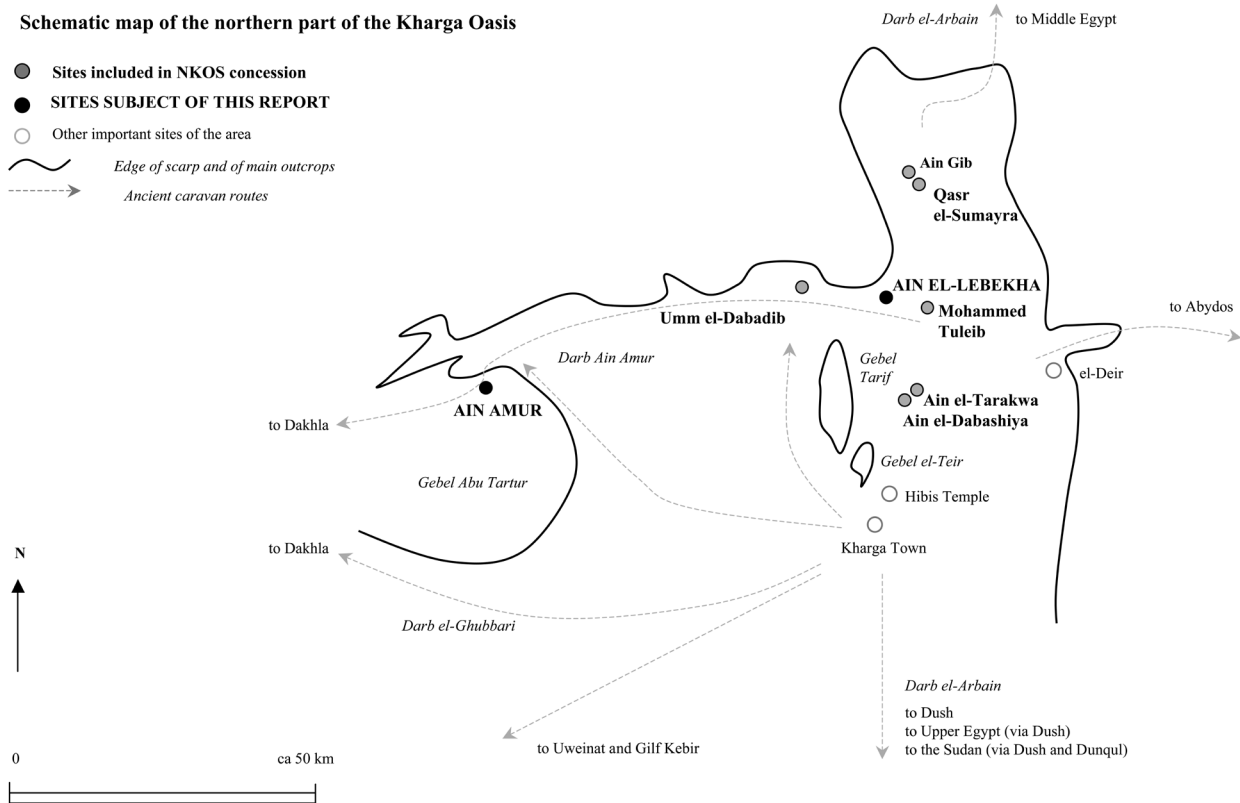 Schematic map of the northern part of the Kharga Oasis
Sites included in NKOS concession
SITES SUBJECT OF THIS REPORT
Other important sites of the area
Edge of scarp and of main outcrops
Ancient caravan routes
Darb el-Arbain
to Middle Egypt
Ain Gib
Qasr
el-Sumayra
AIN EL-LEBEKHA
Mohammed
Tuleib
Umm el-Dabadib
to Abydos
Darb Ain Amur
Gebel
Tarif
el-Deir
AIN AMUR
Ain el-Tarakwa
Ain el-Dabashiya
to Dakhla
Gebel el-Teir
Gebel Abu Tartur
Hibis Temple
Kharga Town
to Dakhla
N
Darb el-Ghubbari
Darb el-Arbain
to Dush
to Upper Egypt (via Dush)
to the Sudan (via Dush and Dunqul)
to Uweinat and Gilf Kebir
0
ca 50 km